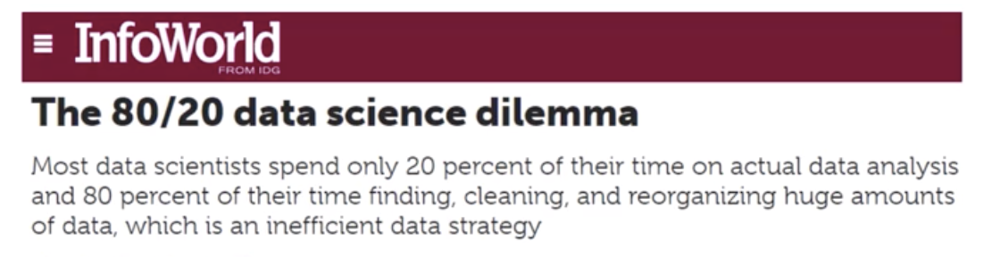 InfoWorld
FROM IDG
The 80/20 data science dilemma
Most data scientists spend only 20 percent of their time on actual data analysis
and 80 percent of their time finding, cleaning, and reorganizing huge amounts
of data, which is an inefficient data strategy